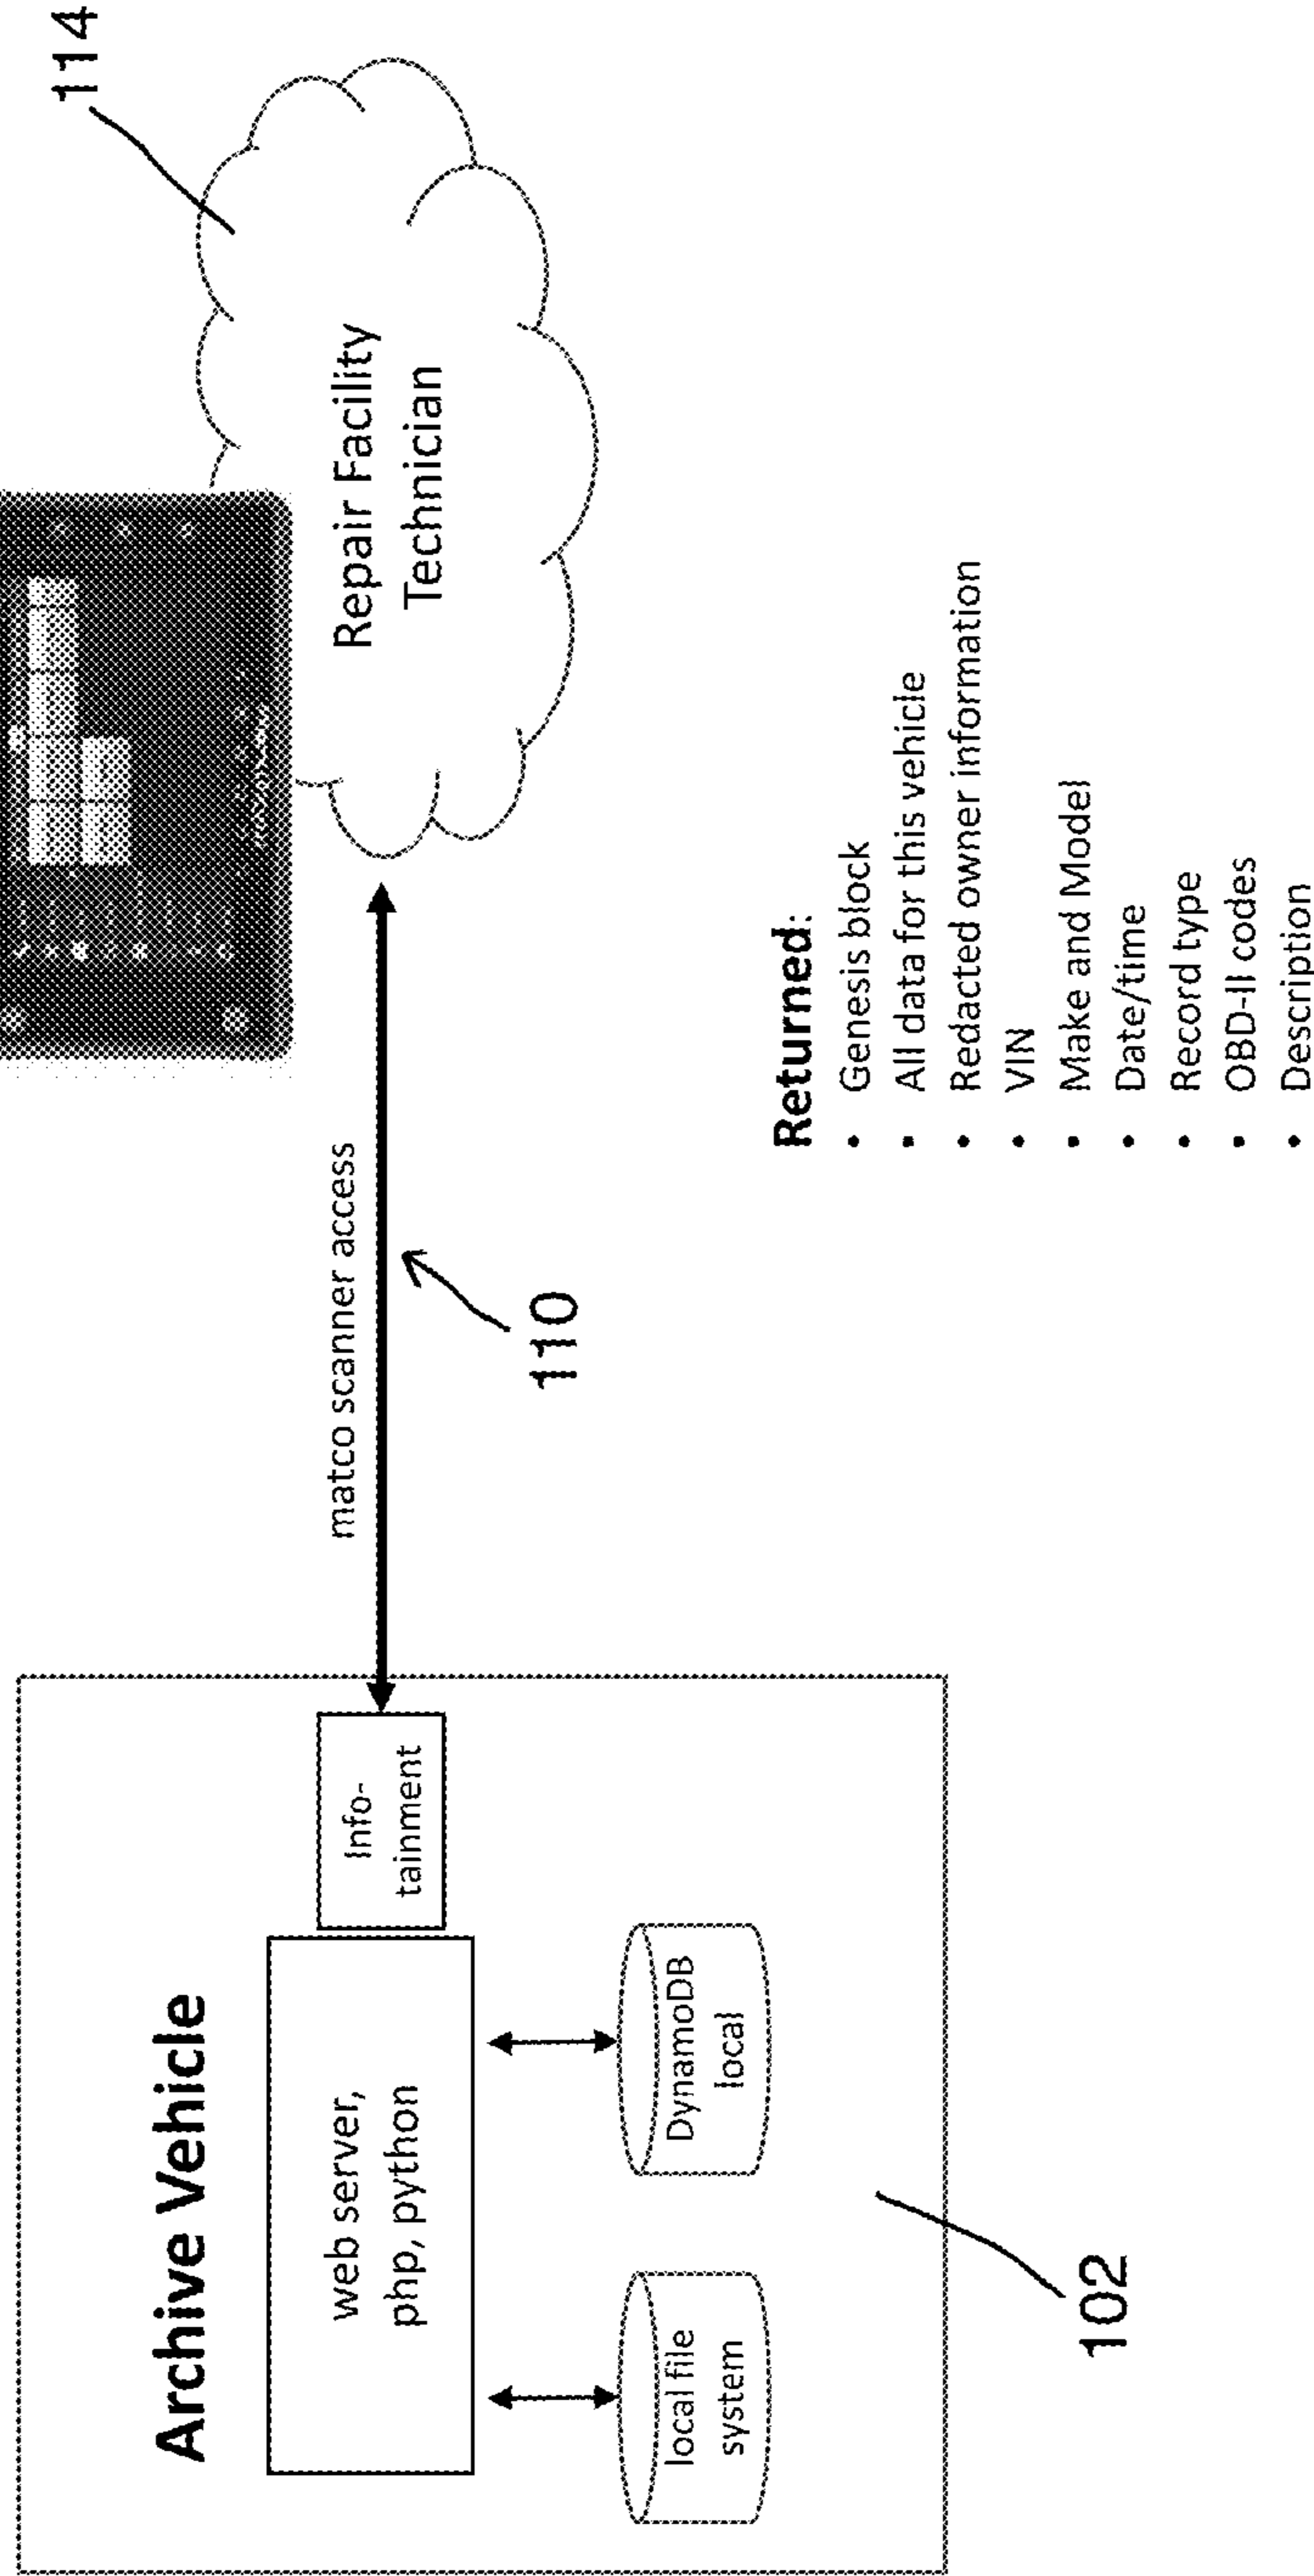 Archive Vehicle
web server,
php, python
Info-
tainment
local file
system
DynamoDB
local
102
matco scanner access
110
Repair Facility
Technician
114
Returned:
• Genesis block
• All data for this vehicle
• Redacted owner information
• VIN
• Make and Model
• Date/time
• Record type
• OBD-II codes
• Description